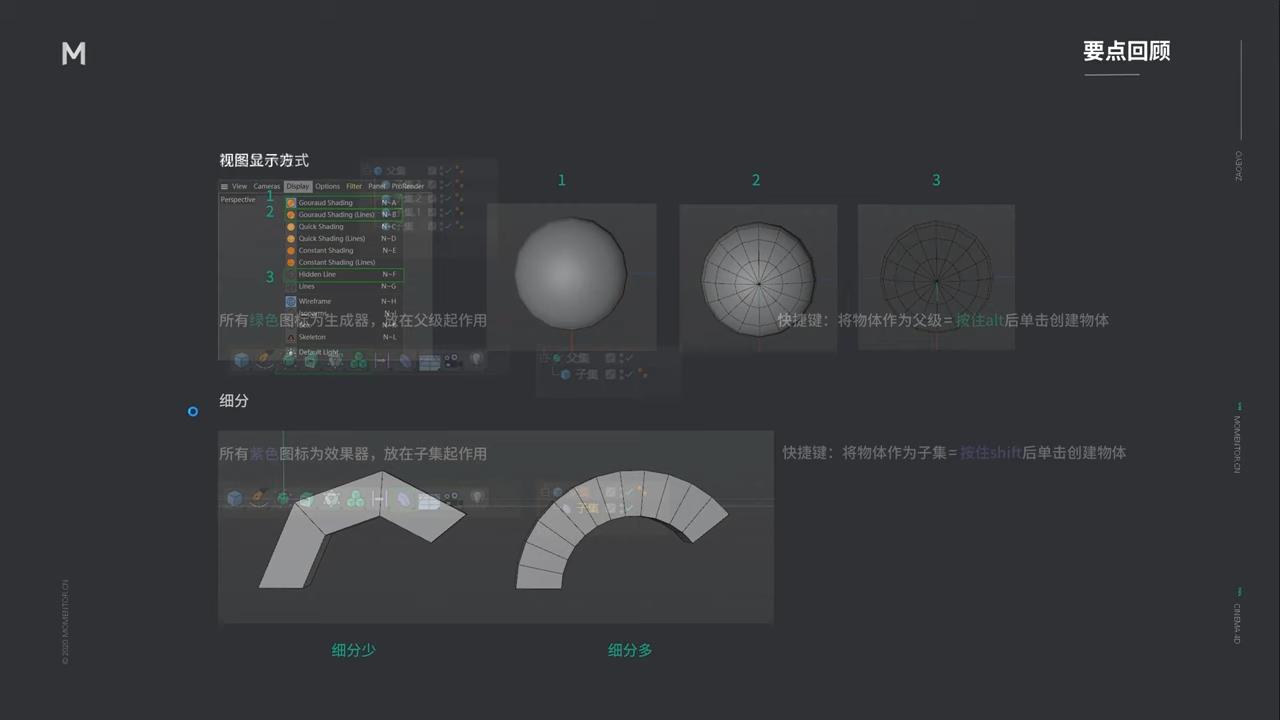 M
要点回顾
ZAOEYO
视图显示方式
1
2
3
父集
View Cameras Display Options Filter Panel ProRender
Perspective
1
2
3
Gouraud Shading N~A
Gouraud Shading (Lines) N~B
Quick Shading N~C
Quick Shading (Lines) N~D
Constant Shading N~E
Constant Shading (Lines)
Hidden Line N~F
Lines N~G
Wireframe N~H
Skeleton N~L
Default Light...
所有绿色图标为生成器，放在父级起作用
快捷键：将物体作为父级=按住alt后单击创建物体
父集
子集
细分
所有紫色图标为效果器，放在子集起作用
快捷键：将物体作为子集=按住shift后单击创建物体
子集
细分少
细分多
MOMENTOR.CN
CINEMA 4D
© 2020 MOMENTOR.CN